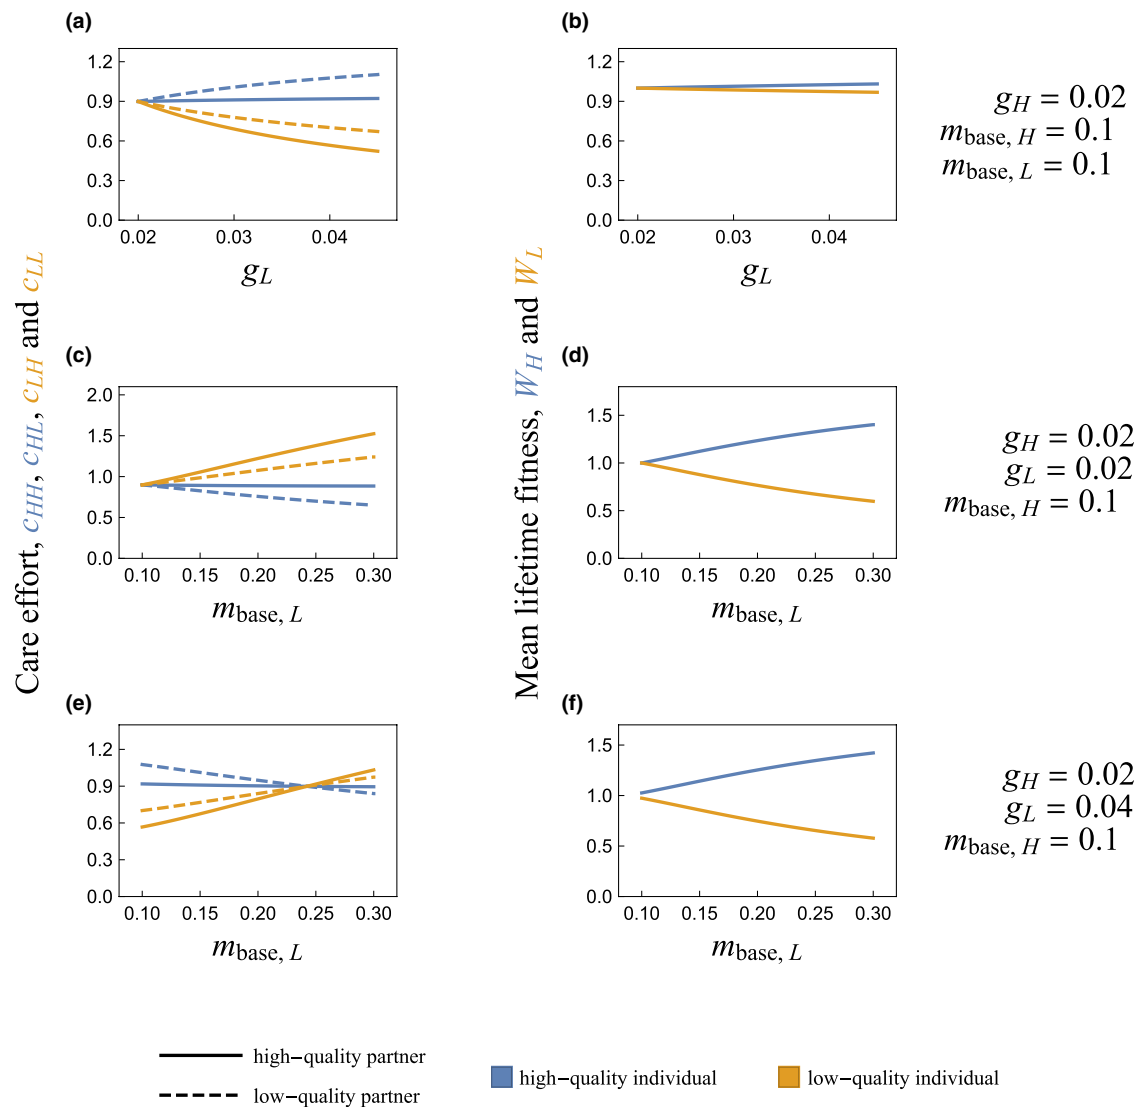 (a)
1.2
0.9
0.6
0.3
0.0
0.02 0.03 0.04
g_L
(b)
1.2
0.9
0.6
0.3
0.0
0.02 0.03 0.04
g_L
g_H = 0.02
m_base, H = 0.1
m_base, L = 0.1
Care effort, c_HH, c_HL, c_LH and c_LL
Mean lifetime fitness, W_H and W_L
(c)
2.0
1.5
1.0
0.5
0.0
0.10 0.15 0.20 0.25 0.30
m_base, L
(d)
1.5
1.0
0.5
0.0
0.10 0.15 0.20 0.25 0.30
m_base, L
g_H = 0.02
g_L = 0.02
m_base, H = 0.1
(e)
1.2
0.9
0.6
0.3
0.0
0.10 0.15 0.20 0.25 0.30
m_base, L
(f)
1.5
1.0
0.5
0.0
0.10 0.15 0.20 0.25 0.30
m_base, L
g_H = 0.02
g_L = 0.04
m_base, H = 0.1
high−quality partner
low−quality partner
high−quality individual
low−quality individual